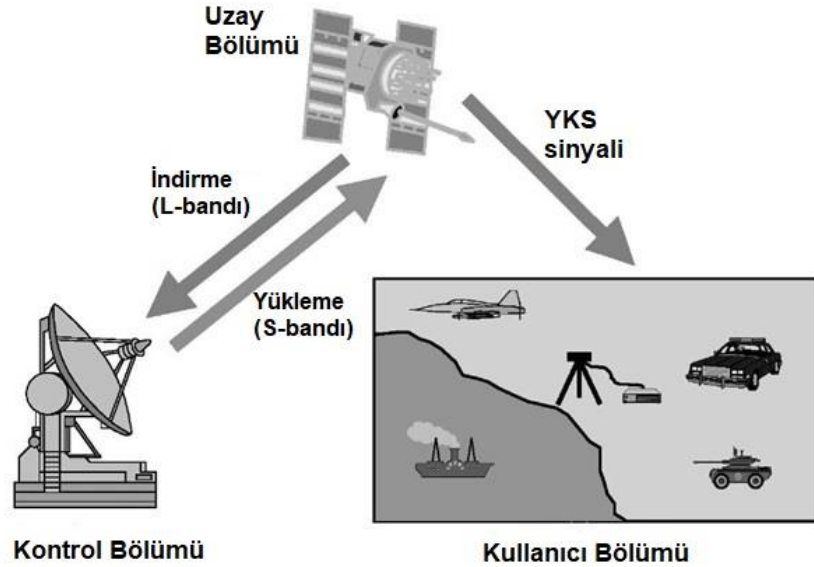 Uzay
Bölümü
YKS
sinyali
İndirme
(L-bandı)
Yükleme
(S-bandı)
Kontrol Bölümü
Kullanıcı Bölümü